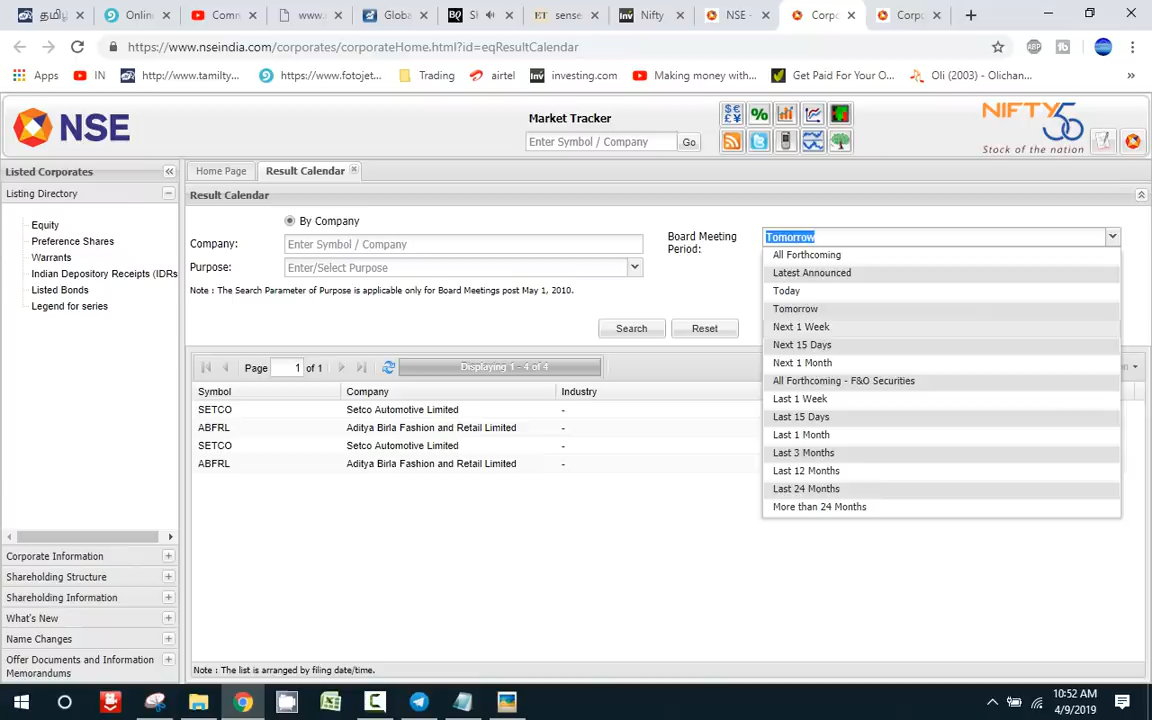 தமிழ்
Online
Comm
www.
Globa
BQ
SI
ET
sense
Inv
Nifty
NSE -
Corpo
Corpo
https://www.nseindia.com/corporates/corporateHome.html?id=eqResultCalendar
ABP
Apps
IN
http://www.tamilty...
https://www.fotojet...
Trading
airtel
Inv
investing.com
Making money with...
Get Paid For Your O...
Oli (2003) - Olichan...
»
NSE
Market Tracker
Enter Symbol / Company
Go
NIFTY50
Stock of the nation
Listed Corporates
Home Page
Result Calendar
Listing Directory
Result Calendar
Equity
Preference Shares
Warrants
Indian Depository Receipts (IDRs
Listed Bonds
Legend for series
By Company
Company:
Enter Symbol / Company
Purpose:
Enter/Select Purpose
Board Meeting
Period:
Tomorrow
Note : The Search Parameter of Purpose is applicable only for Board Meetings post May 1, 2010.
Search
Reset
All Forthcoming
Latest Announced
Today
Tomorrow
Next 1 Week
Next 15 Days
Next 1 Month
All Forthcoming - F&O Securities
Last 1 Week
Last 15 Days
Last 1 Month
Last 3 Months
Last 12 Months
Last 24 Months
More than 24 Months
Page 1 of 1
Displaying 1 - 4 of 4
Symbol Company Industry
SETCO Setco Automotive Limited -
ABFRL Aditya Birla Fashion and Retail Limited -
SETCO Setco Automotive Limited -
ABFRL Aditya Birla Fashion and Retail Limited -
Corporate Information
Shareholding Structure
Shareholding Information
What's New
Name Changes
Offer Documents and Information
Memorandums
Note : The list is arranged by filing date/time.
10:52 AM
4/9/2019